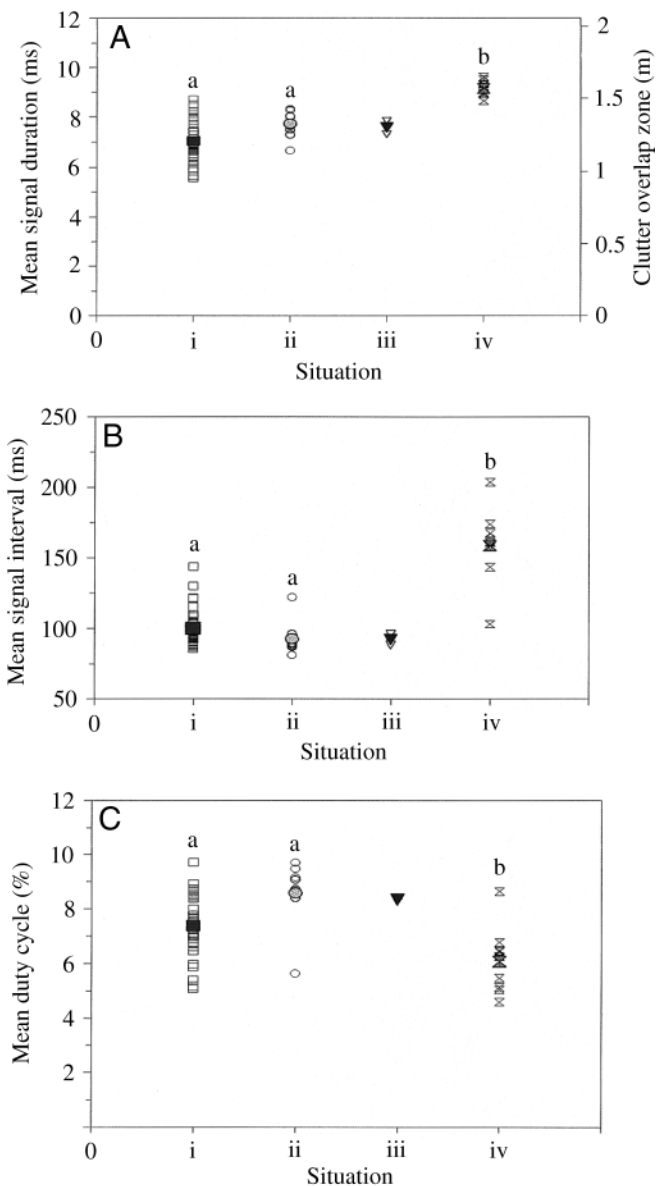 A
12
10
8
6
4
2
0
Mean signal duration (ms)
2
1.5
1
0.5
0
Clutter overlap zone (m)
a a b
0 i ii iii iv
Situation
B
250
200
150
100
50
Mean signal interval (ms)
a a b
0 i ii iii iv
Situation
C
12
10
8
6
4
2
Mean duty cycle (%)
a a b
0 i ii iii iv
Situation